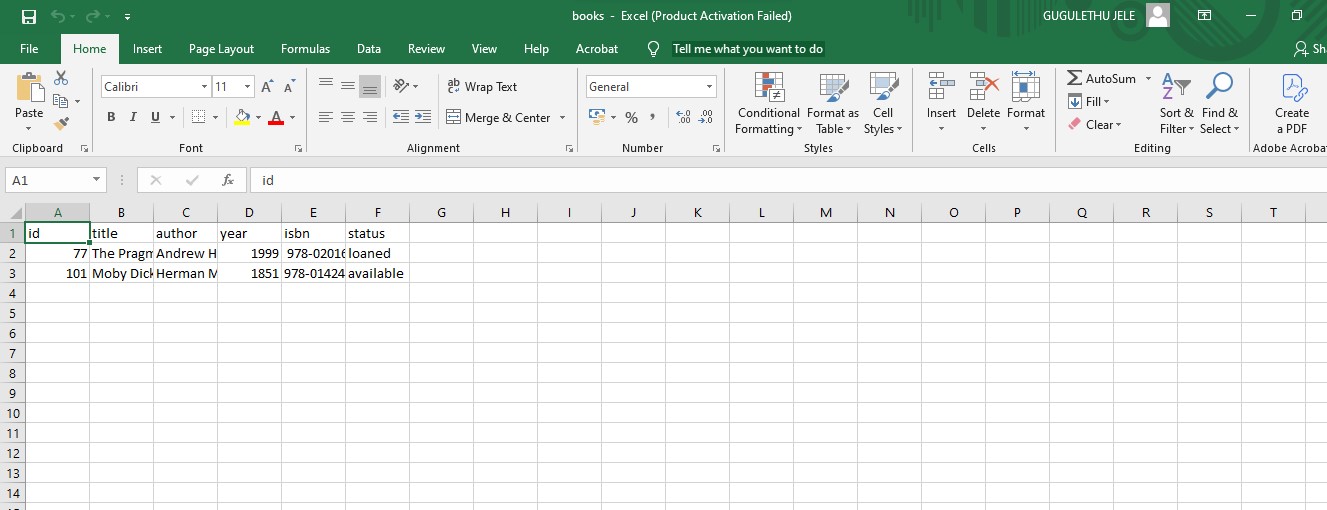 books - Excel (Product Activation Failed)
GUGULETHU JELE
File Home Insert Page Layout Formulas Data Review View Help Acrobat Tell me what you want to do Sh
Calibri 11 A A ab Wrap Text General AutoSum
Paste B I U A Merge & Center % , Conditional Formatting Format as Table Cell Styles Insert Delete Format Fill Clear Sort & Filter Find & Select Create a PDF
Clipboard Font Alignment Number Styles Cells Editing Adobe Acroba
A1 fx id
A B C D E F G H I J K L M N O P Q R S T
1 id title author year isbn status
2 77 The Pragm Andrew H 1999 978-0201 loaned
3 101 Moby Dick Herman M 1851 978-01424 available
4
5
6
7
8
9
10
11
12
13
14